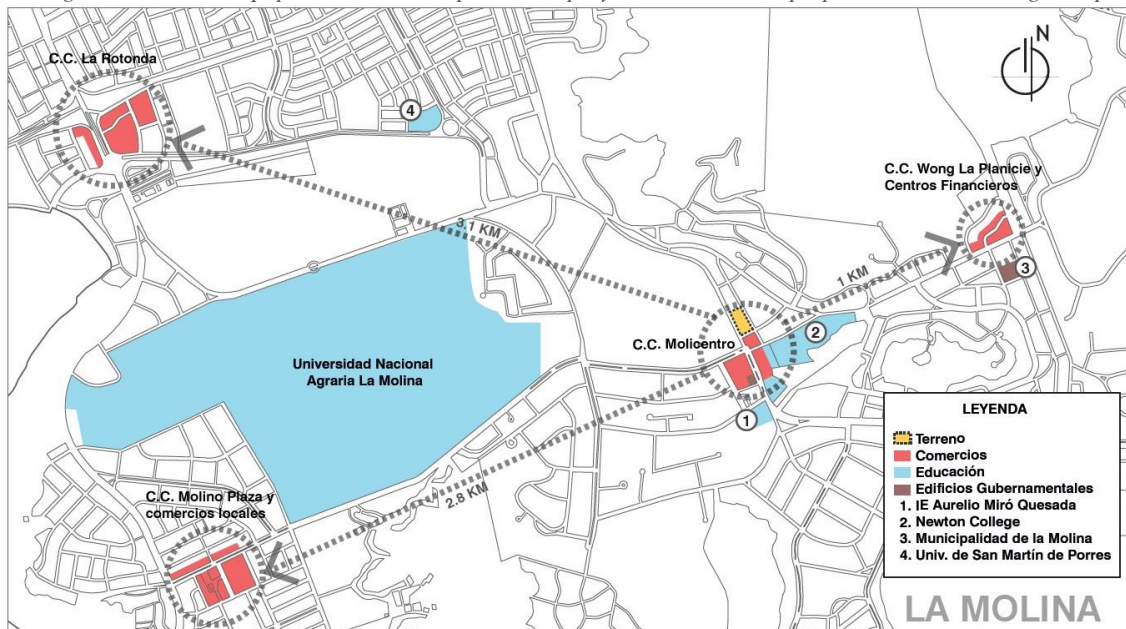 N
C.C. La Rotonda
4
C.C. Wong La Planicie y
Centros Financieros
3.1 KM
1 KM
3
2
C.C. Molicentro
Universidad Nacional
Agraria La Molina
1
2.8 KM
C.C. Molino Plaza y
comercios locales
LEYENDA
Terreno
Comercios
Educación
Edificios Gubernamentales
1. IE Aurelio Miró Quesada
2. Newton College
3. Municipalidad de la Molina
4. Univ. de San Martín de Porres
LA MOLINA